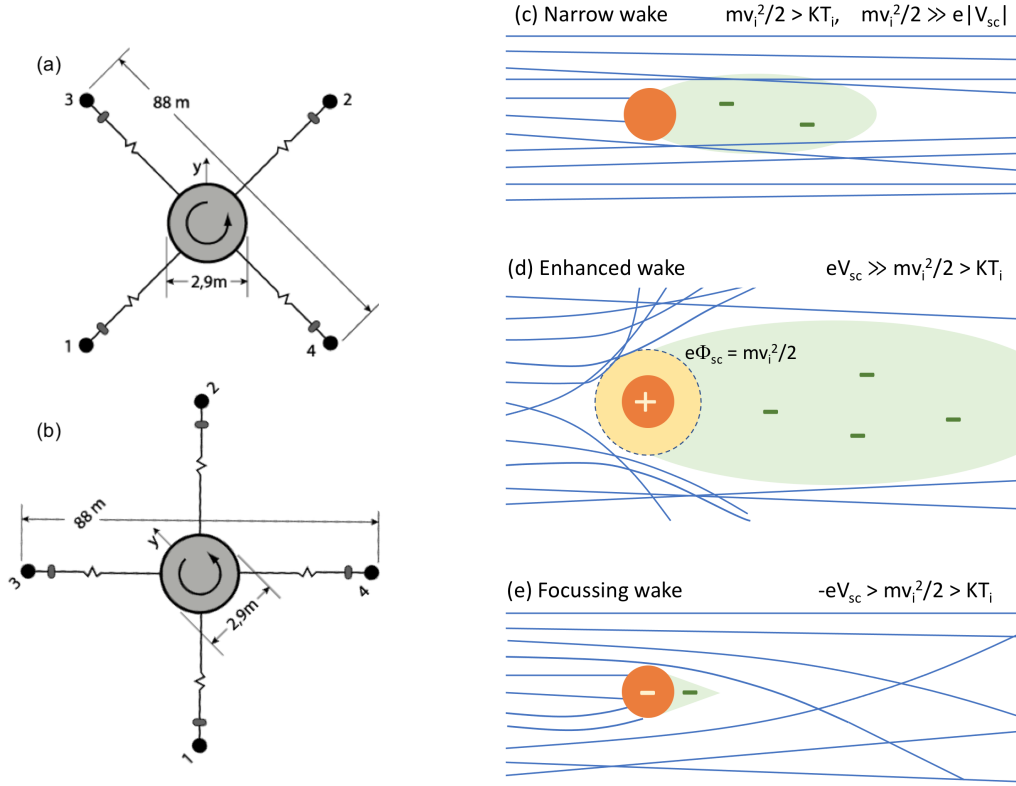 (a)
3
2
88 m
y
2,9m
1
4
(b)
2
88 m
y
3
4
2,9m
1
(c) Narrow wake mvᵢ²/2 > KTᵢ, mvᵢ²/2 ≫ e|Vsc|
(d) Enhanced wake eVsc ≫ mvᵢ²/2 > KTᵢ
eΦsc = mvᵢ²/2
+
(e) Focussing wake -eVsc > mvᵢ²/2 > KTᵢ